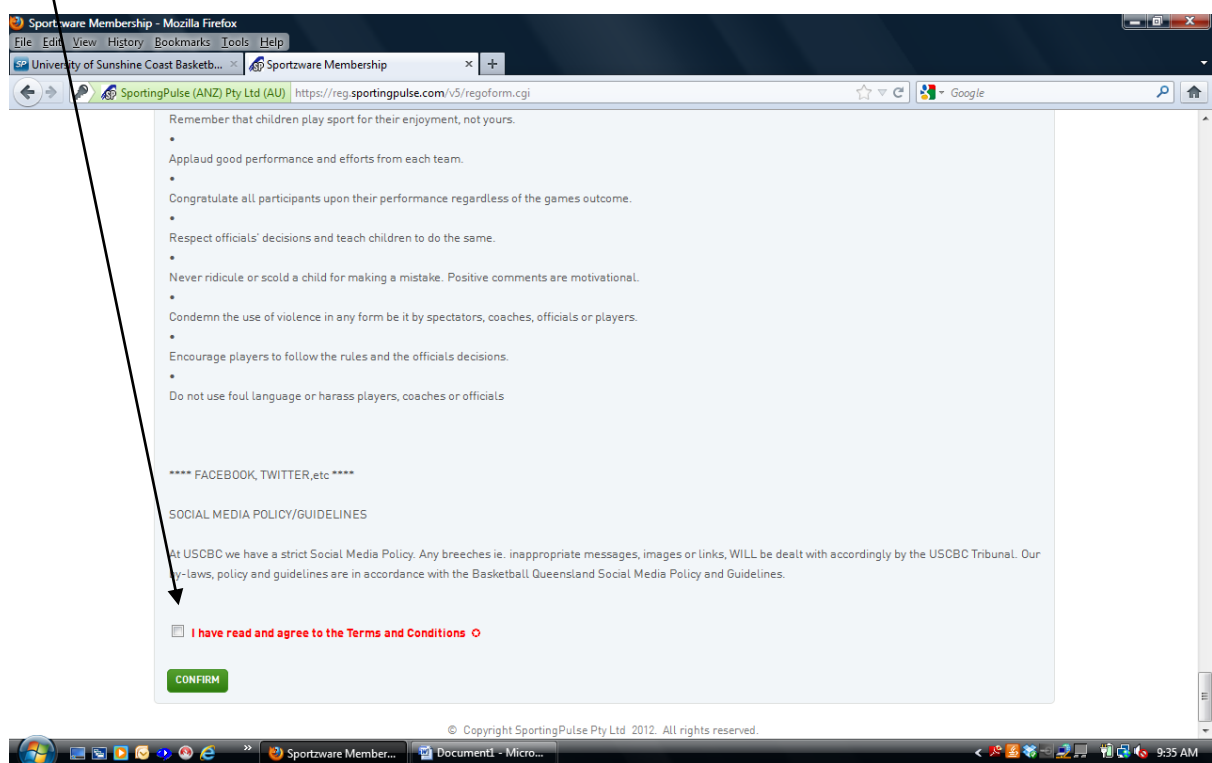 Sportzware Membership - Mozilla Firefox
File Edit View History Bookmarks Tools Help
University of Sunshine Coast Basketb... Sportzware Membership
SportingPulse (ANZ) Pty Ltd (AU) https://reg.sportingpulse.com/v5/regoform.cgi Google
Remember that children play sport for their enjoyment, not yours.
•
Applaud good performance and efforts from each team.
•
Congratulate all participants upon their performance regardless of the games outcome.
•
Respect officials' decisions and teach children to do the same.
•
Never ridicule or scold a child for making a mistake. Positive comments are motivational.
•
Condemn the use of violence in any form be it by spectators, coaches, officials or players.
•
Encourage players to follow the rules and the officials decisions.
•
Do not use foul language or harass players, coaches or officials
**** FACEBOOK, TWITTER,etc ****
SOCIAL MEDIA POLICY/GUIDELINES
At USCBC we have a strict Social Media Policy. Any breeches ie. inappropriate messages, images or links, WILL be dealt with accordingly by the USCBC Tribunal. Our
by-laws, policy and guidelines are in accordance with the Basketball Queensland Social Media Policy and Guidelines.
I have read and agree to the Terms and Conditions
CONFIRM
© Copyright SportingPulse Pty Ltd 2012. All rights reserved.
Sportzware Member... Document1 - Micro... 9:35 AM